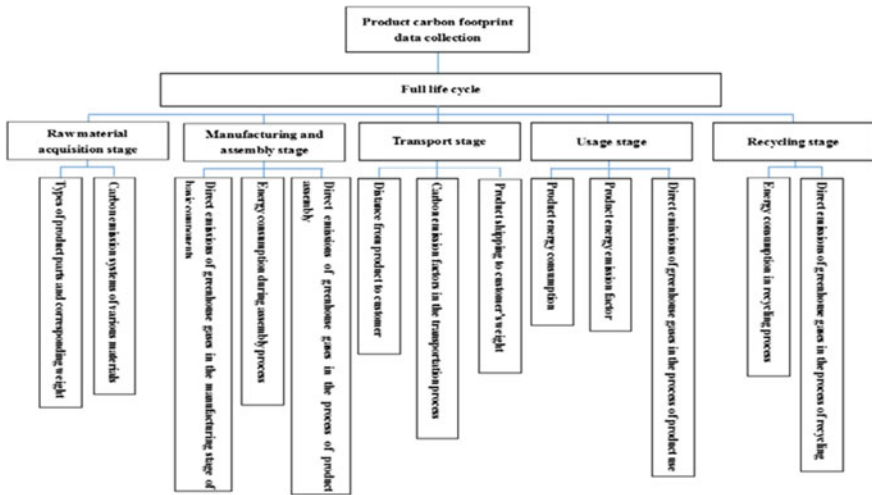 Product carbon footprint
data collection
Full life cycle
Raw material
acquisition stage
Manufacturing and
assembly stage
Transport stage
Usage stage
Recycling stage
Types of product parts and corresponding weight
Carbon emission systems of various materials
Direct emissions of greenhouse gases in the manufacturing stage of
basic components
Energy consumption during assembly process
Direct emissions of greenhouse gases in the process of product
assembly
Distance from product to customer
Carbon emission factors in the transportation process
Product shipping to customer's weight
Product energy consumption
Product energy emission factor
Direct emissions of greenhouse gases in the process of product use
Energy consumption in recycling process
Direct emissions of greenhouse gases in the process of recycling